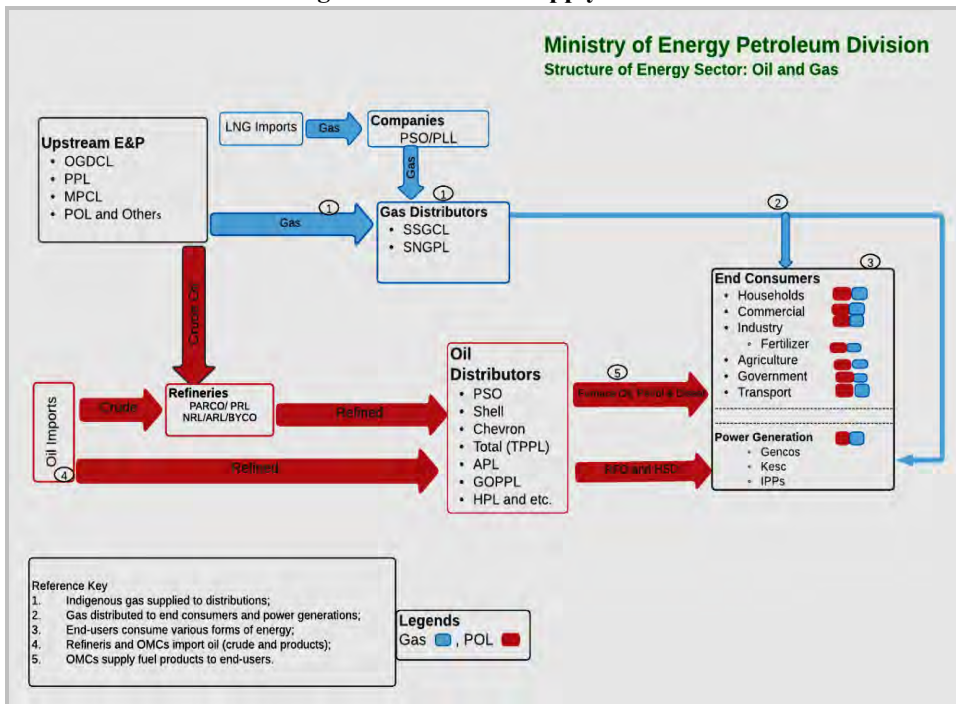 Ministry of Energy Petroleum Division
Structure of Energy Sector: Oil and Gas
LNG Imports
Gas
Companies
PSO/PLL
Gas
Upstream E&P
• OGDCL
• PPL
• MPCL
• POL and Others
1
Gas
1
Gas Distributors
• SSGCL
• SNGPL
2
3
End Consumers
• Households
• Commercial
• Industry
◦ Fertilizer
• Agriculture
• Government
• Transport
Power Generation
◦ Gencos
◦ Kesc
◦ IPPs
Crude Oil
Oil Imports
4
Crude
Refineries
PARCO/ PRL
NRL/ARL/BYCO
Refined
Refined
Oil
Distributors
• PSO
• Shell
• Chevron
• Total (TPPL)
• APL
• GOPPL
• HPL and etc.
5
Furnace Oil, Petrol & Diesel
RFO and HSD
Reference Key
1. Indigenous gas supplied to distributions;
2. Gas distributed to end consumers and power generations;
3. End-users consume various forms of energy;
4. Refineris and OMCs import oil (crude and products);
5. OMCs supply fuel products to end-users.
Legends
Gas , POL